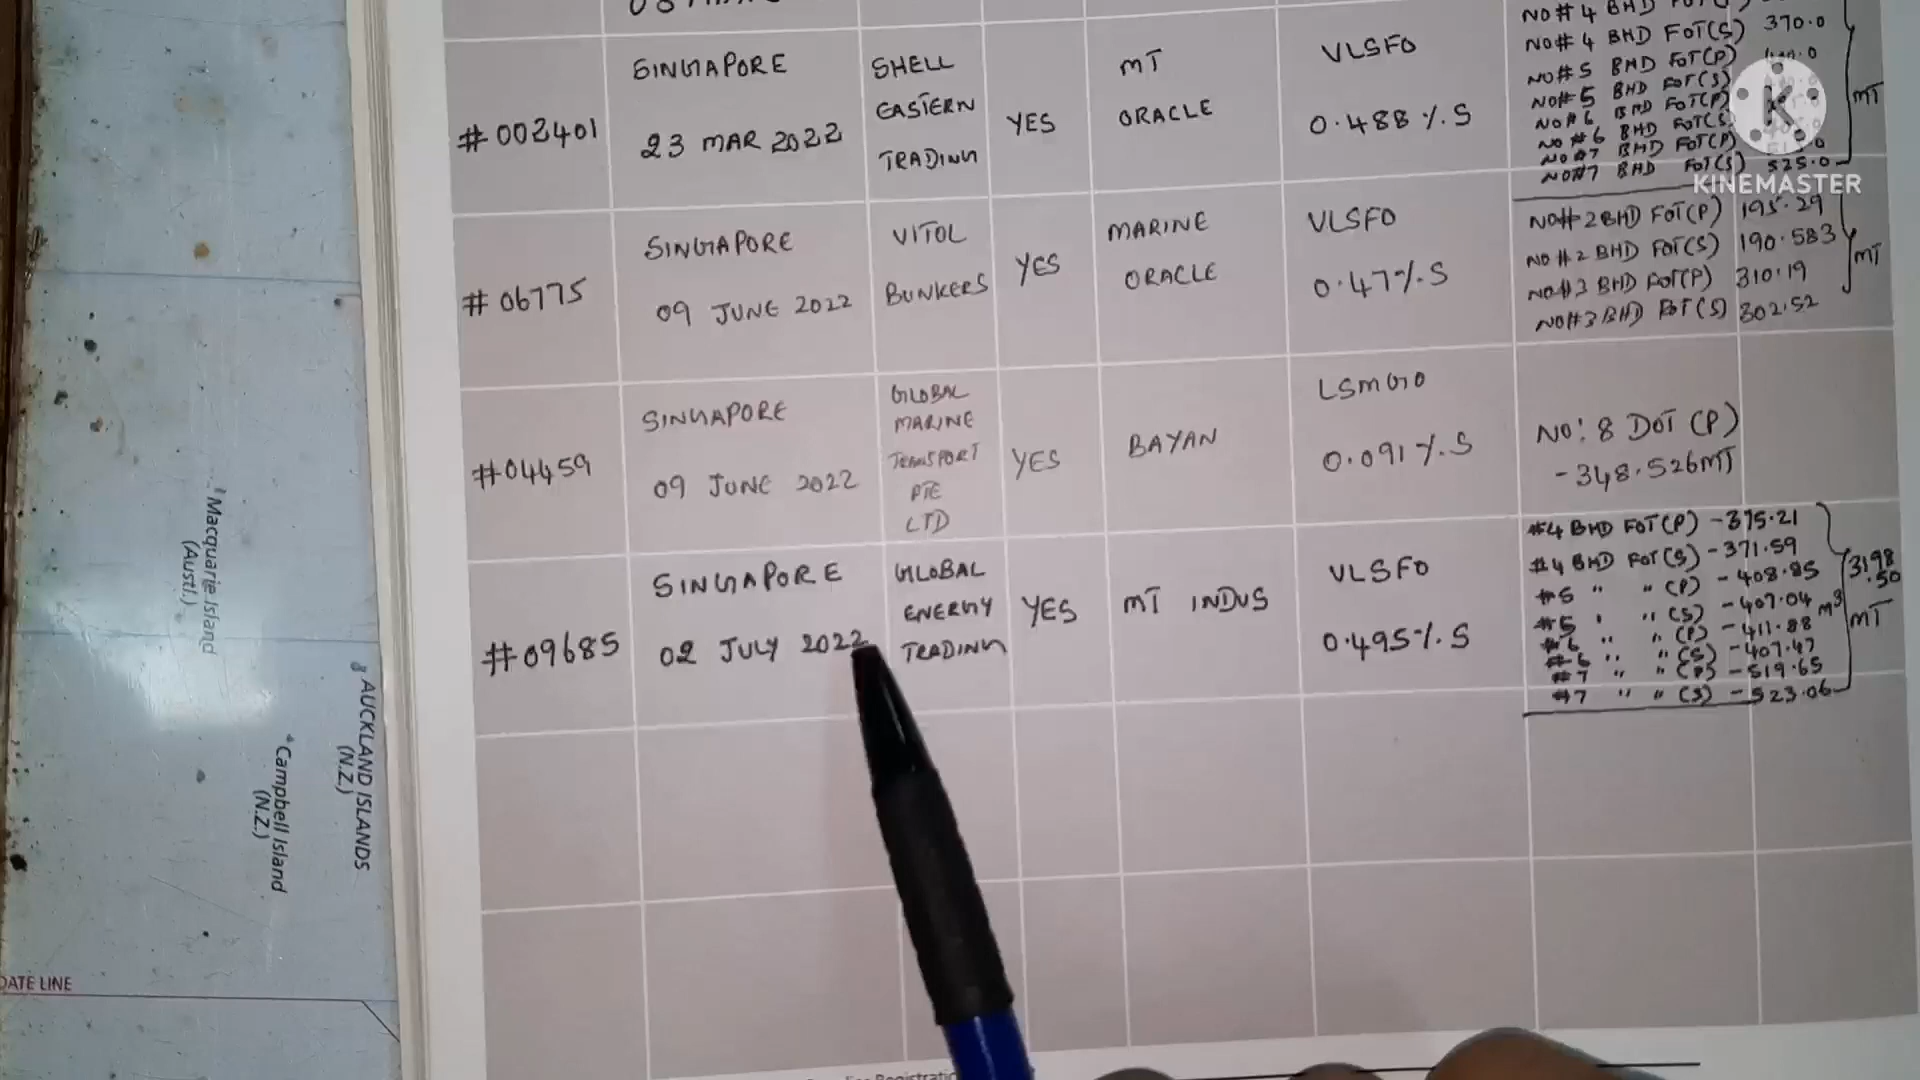 #002401
SINGAPORE
23 MAR 2022
SHELL
EASTERN
TRADING
YES
MT
ORACLE
VLSFO
0.488%.S
NO#4 BHD
NO#4 BHD FOT(S) 370.0
NO#5 BHD FOT(P)
NO#5 BHD FOT(S)
NO#6 BHD FOT(P)
NO#6 BHD FOT(S)
NO#7 BHD FOT(P)
NO#7 BHD FOT(S) 525.0
MT
KINEMASTER
#06775
SINGAPORE
09 JUNE 2022
VITOL
BUNKERS
YES
MARINE
ORACLE
VLSFO
0.47%.S
NO#2 BHD FOT(P) 195.29
NO#2 BHD FOT(S) 190.583
NO#3 BHD FOT(P) 310.19
NO#3 BHD FOT(S) 302.52
MT
#04459
SINGAPORE
09 JUNE 2022
GLOBAL
MARINE
TRANSPORT
PTE
LTD
YES
BAYAN
LSMGO
0.091%.S
NO: 8 DOT (P)
-348.526MT
#09685
SINGAPORE
02 JULY 2022
GLOBAL
ENERGY
TRADING
YES
MT INDUS
VLSFO
0.495%.S
#4 BHD FOT(P) -375.21
#4 BHD FOT(S) -371.59
#5 " " (P) -408.85
#5 " " (S) -407.04
#6 " " (P) -411.88
#6 " " (S) -407.47
#7 " " (P) -519.65
#7 " " (S) -523.06
m³
3198
.50
MT
Macquarie Island
(Austl.)
AUCKLAND ISLANDS
(N.Z.)
Campbell Island
(N.Z.)
DATE LINE